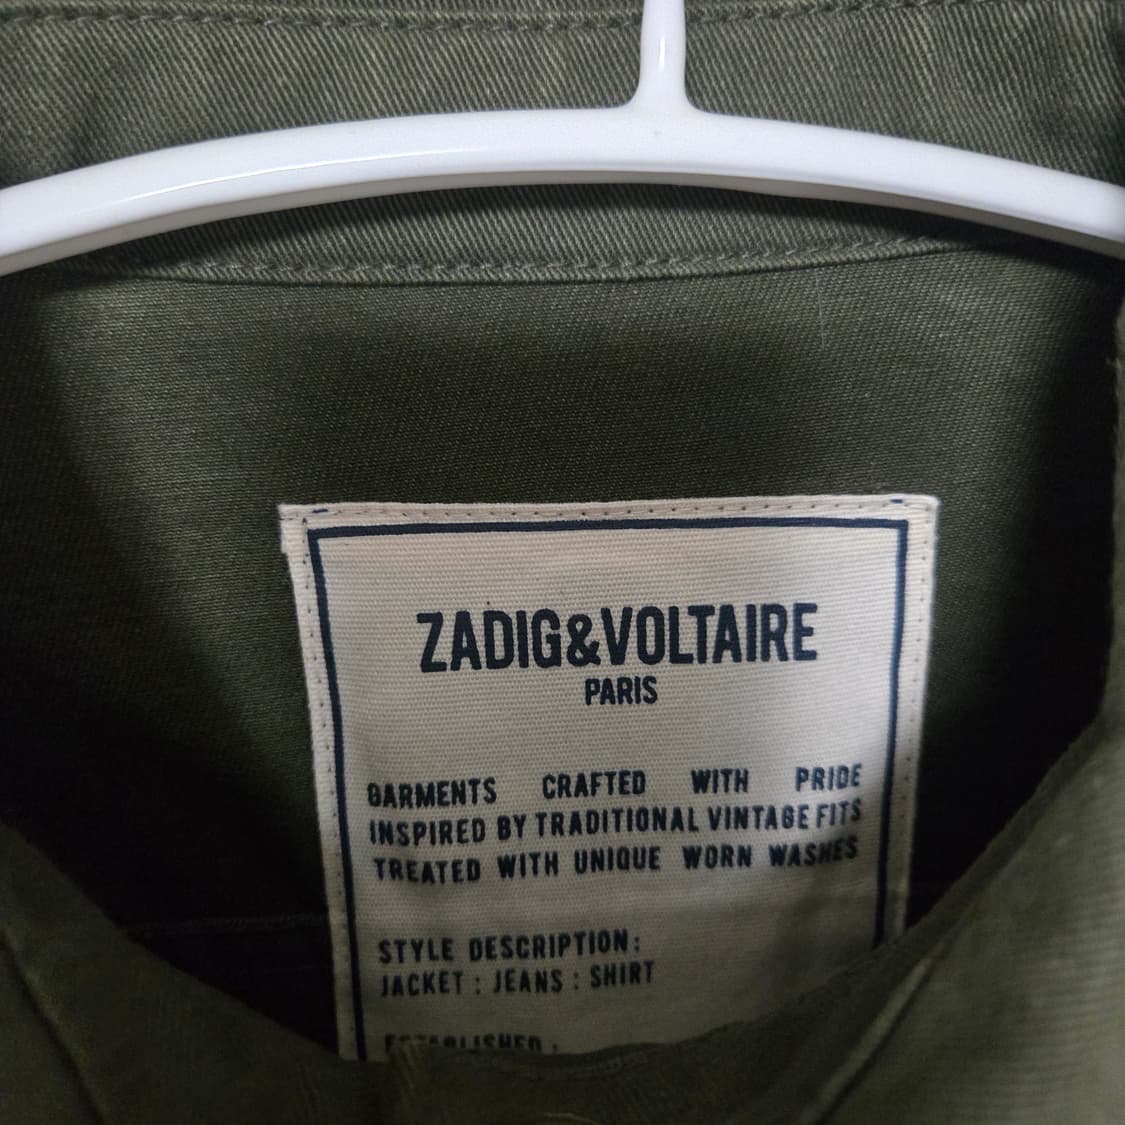 ZADIG&VOLTAIRE
PARIS
GARMENTS CRAFTED WITH PRIDE
INSPIRED BY TRADITIONAL VINTAGE FITS
TREATED WITH UNIQUE WORN WASHES
STYLE DESCRIPTION:
JACKET : JEANS : SHIRT
ESTABLISHED :